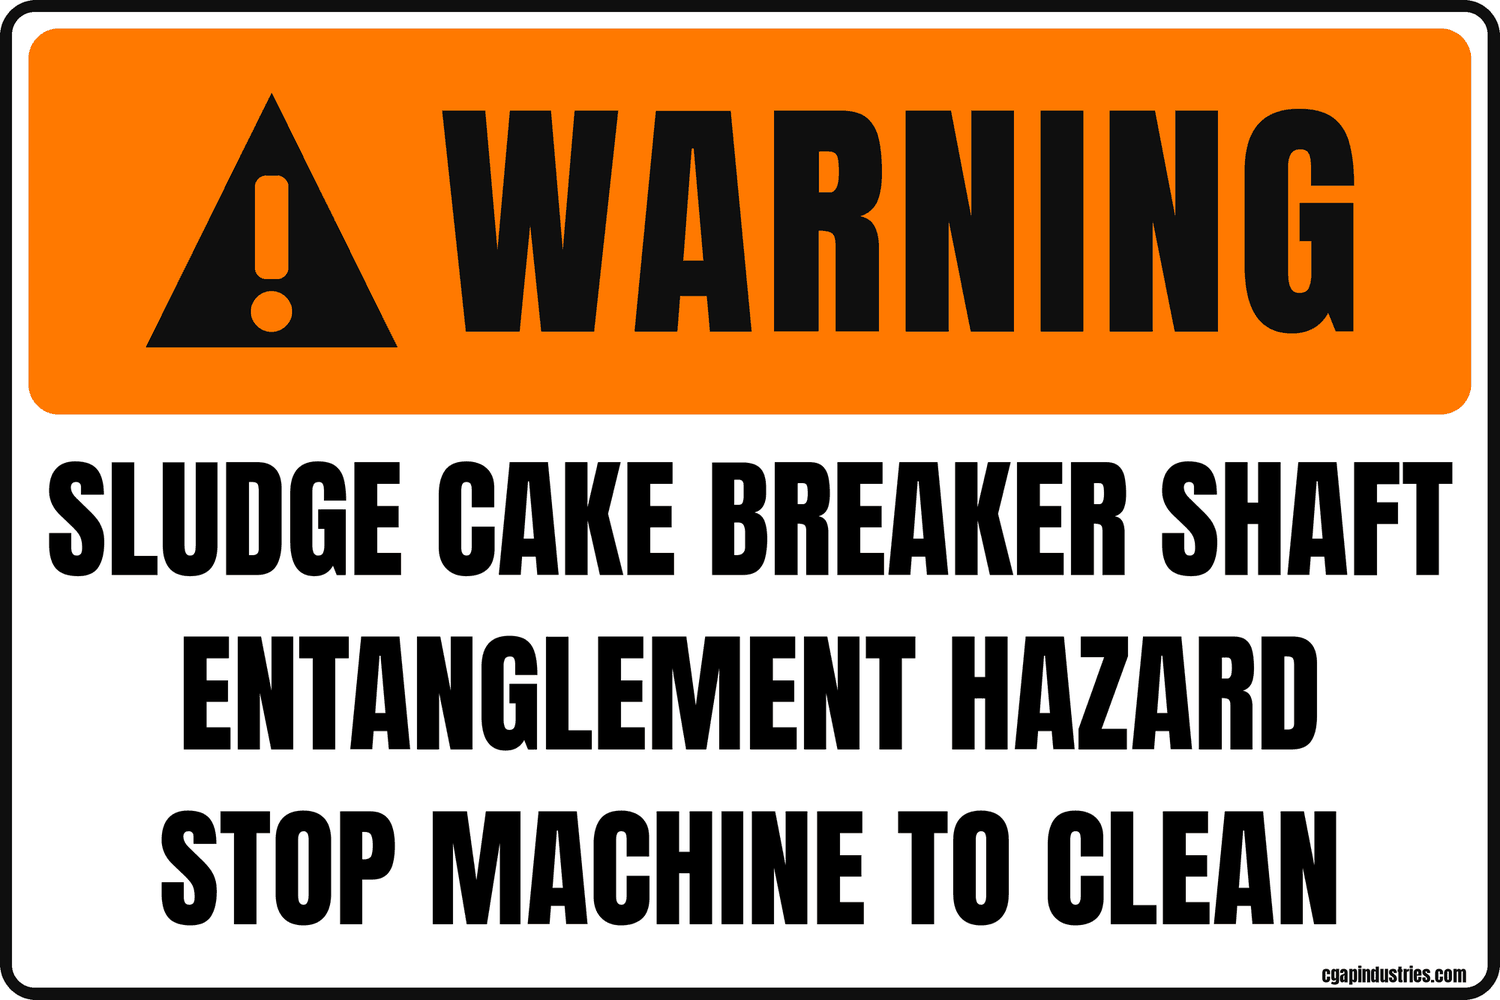 WARNING
SLUDGE CAKE BREAKER SHAFT
ENTANGLEMENT HAZARD
STOP MACHINE TO CLEAN
cgapindustries.com